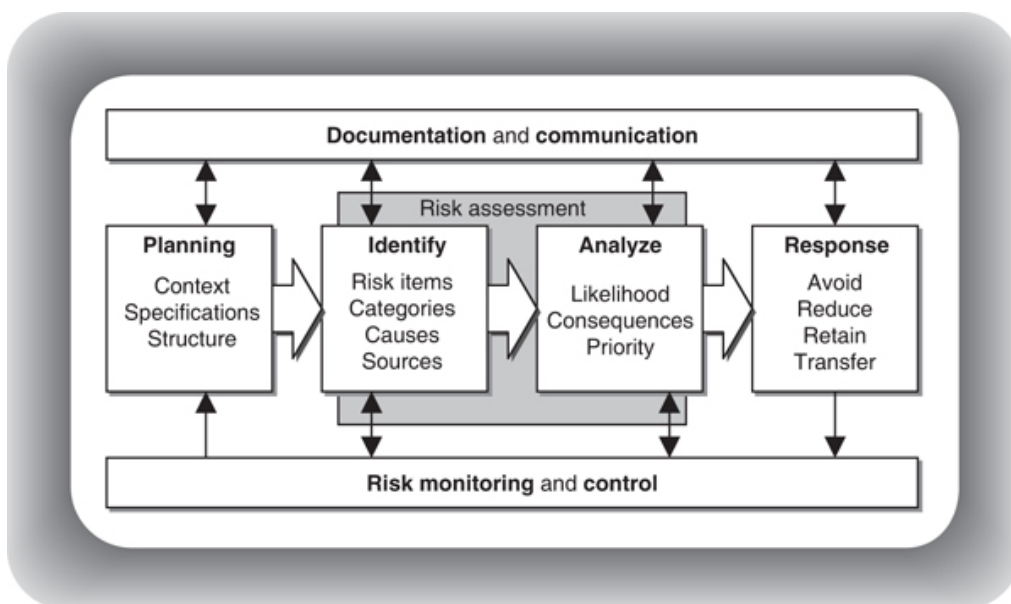 Documentation and communication
Risk assessment
Planning
Context
Specifications
Structure
Identify
Risk items
Categories
Causes
Sources
Analyze
Likelihood
Consequences
Priority
Response
Avoid
Reduce
Retain
Transfer
Risk monitoring and control